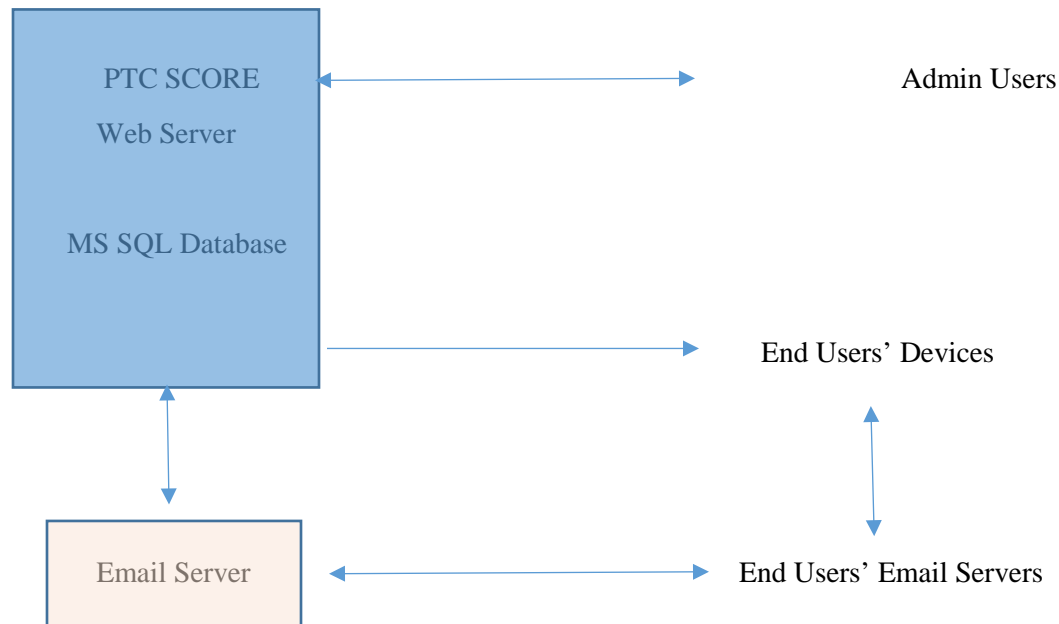 PTC SCORE
Web Server
MS SQL Database
Admin Users
End Users’ Devices
Email Server
End Users’ Email Servers